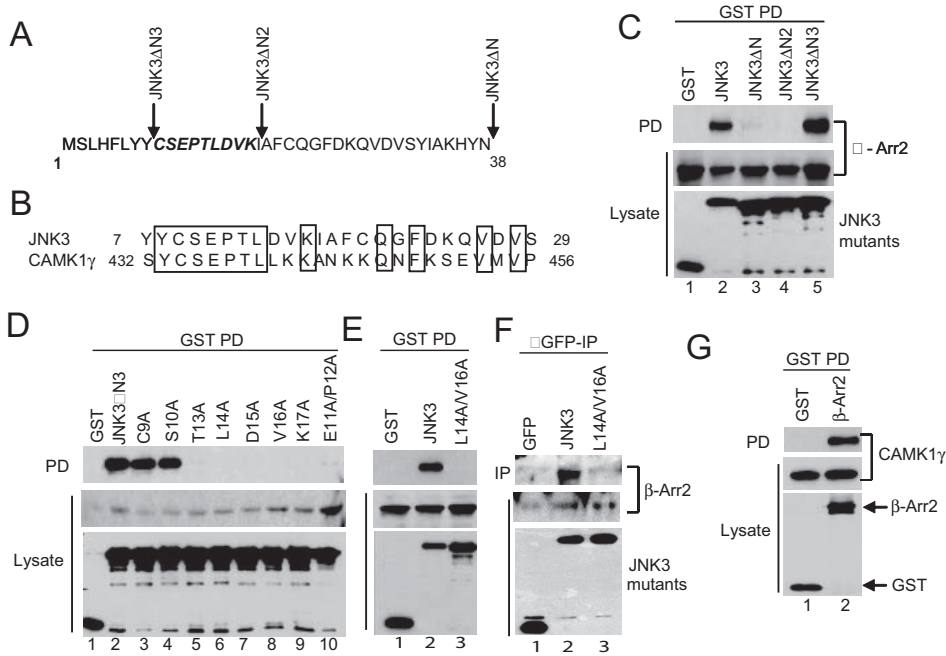 A
JNK3ΔN3
JNK3ΔN2
JNK3ΔN
MSLHFLYYCSEPTLDVKIAFCQGFDKQVDVSYIAKHYN
1
38
B
JNK3 7 YYCSEPTLDVKIAFCQGFDKQVDVS 29
CAMK1γ 432 SYCSEPTLLKKANKKQNFKSEVMVP 456
C
GST PD
GST
JNK3
JNK3ΔN
JNK3ΔN2
JNK3ΔN3
PD
□ - Arr2
Lysate
JNK3
mutants
1 2 3 4 5
D
GST PD
GST
JNK3□N3
C9A
S10A
T13A
L14A
D15A
V16A
K17A
E11A/P12A
PD
Lysate
1 2 3 4 5 6 7 8 9 10
E
GST PD
GST
JNK3
L14A/V16A
1 2 3
F
□GFP-IP
GFP
JNK3
L14A/V16A
IP
β-Arr2
JNK3
mutants
1 2 3
G
GST PD
GST
β-Arr2
PD
CAMK1γ
β-Arr2
Lysate
GST
1 2